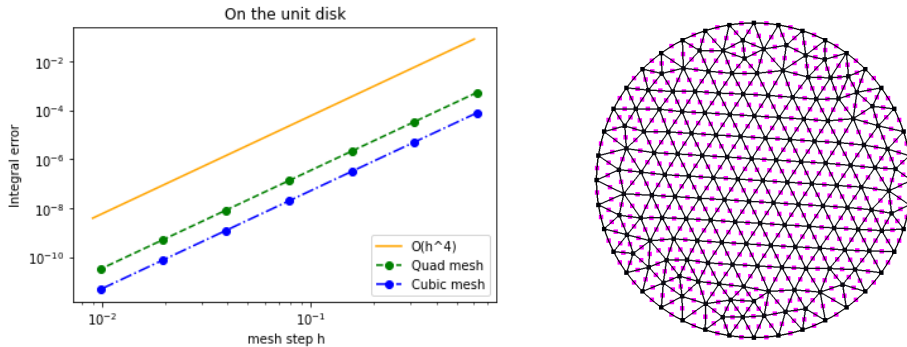 On the unit disk
Integral error
10⁻²
10⁻⁴
10⁻⁶
10⁻⁸
10⁻¹⁰
O(h^4)
Quad mesh
Cubic mesh
10⁻²
10⁻¹
mesh step h